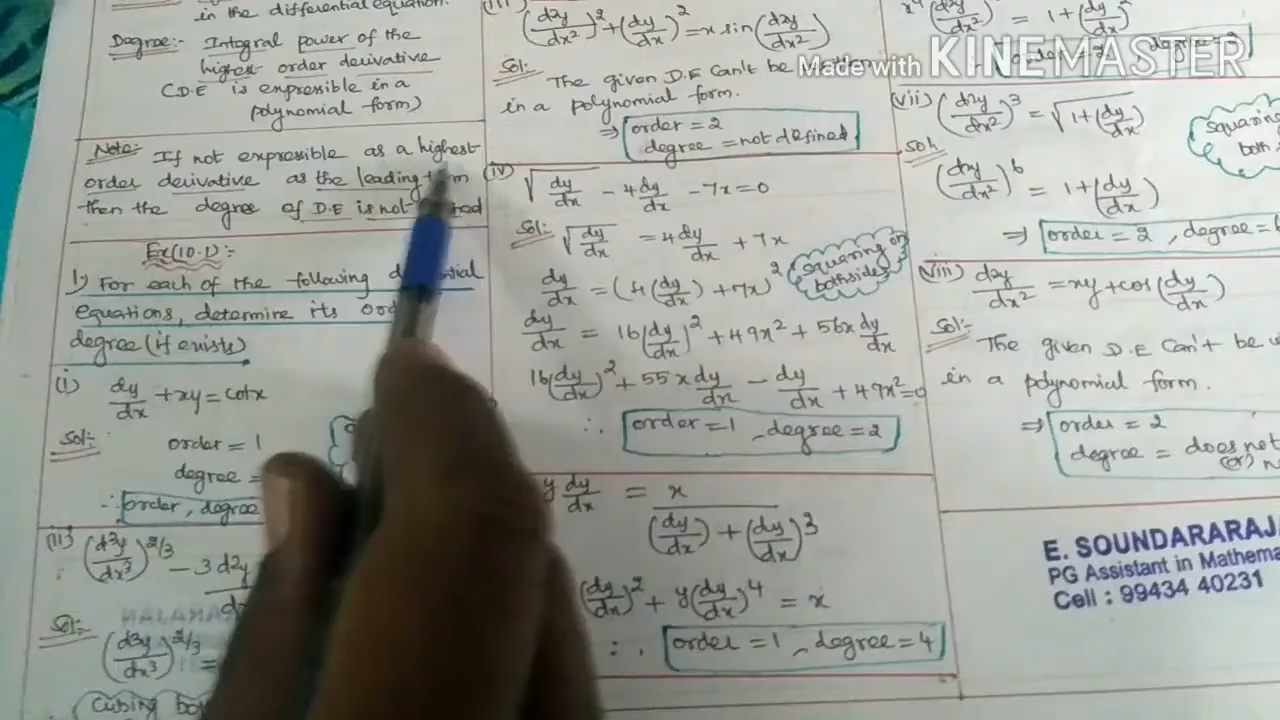 in the differential equation.
Degree:- Integral power of the
highest order derivative
(D.E is expressible in a
polynomial form)
Note:- If not expressible as a highest
order derivative as the leading term
then the degree of D.E is not
Ex(10.1):-
1) For each of the following
equations, determine its
degree (if exists)
(i) dy/dx + xy = cotx
Sol:- order = 1
degree =
∴ order, degree
(ii) (d³y/dx³)^2/3 - 3 d²y
Sol:- (d³y/dx³)^2/3 =
Cubing
(iii)
(d²y/dx²)² + (dy/dx)² = x sin(d²y/dx²)
Sol:- The given D.E Can't be
in a polynomial form.
⇒ order = 2
degree = not defined
(iv) √dy/dx - 4 dy/dx - 7x = 0
Sol:- √dy/dx = 4 dy/dx + 7x
squaring on
both sides
dy/dx = (4(dy/dx) + 7x)²
dy/dx = 16(dy/dx)² + 49x² + 56x dy/dx
16(dy/dx)² + 55x dy/dx - dy/dx + 49x² = 0
∴ order = 1, degree = 2
y dy/dx = x/((dy/dx) + (dy/dx)³)
(dy/dx)² + y(dy/dx)⁴ = x
∴ order = 1, degree = 4
(d²y/dx²) = 1 + (dy/dx)
Made with KINEMASTER
(vii) (d²y/dx²)³ = √1 + (dy/dx)
Sol:
squaring
both
(d²y/dx²)⁶ = 1 + (dy/dx)
⇒ order = 2, degree =
(viii) d²y/dx² = xy + cos(dy/dx)
Sol:- The given D.E Can't be
in a polynomial form.
⇒ order = 2
degree = does not
(or)
E. SOUNDARARAJ
PG Assistant in Mathema
Cell : 99434 40231